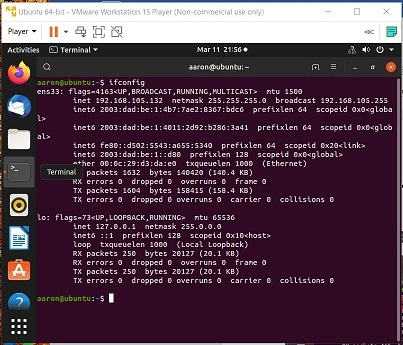 Ubuntu 64-bit - VMware Workstation 15 Player (Non-commercial use only)
Player
Activities Terminal Mar 11 21:56
aaron@ubuntu: ~
aaron@ubuntu:~$ ifconfig
ens33: flags=4163<UP,BROADCAST,RUNNING,MULTICAST> mtu 1500
inet 192.168.105.132 netmask 255.255.255.0 broadcast 192.168.105.255
inet6 2003:dad:be:1:4b7:7ae2:8367:bdc6 prefixlen 64 scopeid 0x0<glo
bal>
inet6 2003:dad:be:1:4011:2d92:b286:3a41 prefixlen 64 scopeid 0x0<gl
obal>
inet6 fe80::d502:5543:a655:5340 prefixlen 64 scopeid 0x20<link>
inet6 2003:dad:be:1::d80 prefixlen 128 scopeid 0x0<global>
ther 00:0c:29:d3:da:e0 txqueuelen 1000 (Ethernet)
Terminal
packets 1632 bytes 140420 (140.4 KB)
RX errors 0 dropped 0 overruns 0 frame 0
TX packets 1604 bytes 158415 (158.4 KB)
TX errors 0 dropped 0 overruns 0 carrier 0 collisions 0
lo: flags=73<UP,LOOPBACK,RUNNING> mtu 65536
inet 127.0.0.1 netmask 255.0.0.0
inet6 ::1 prefixlen 128 scopeid 0x10<host>
loop txqueuelen 1000 (Local Loopback)
RX packets 250 bytes 20127 (20.1 KB)
RX errors 0 dropped 0 overruns 0 frame 0
TX packets 250 bytes 20127 (20.1 KB)
TX errors 0 dropped 0 overruns 0 carrier 0 collisions 0
aaron@ubuntu:~$